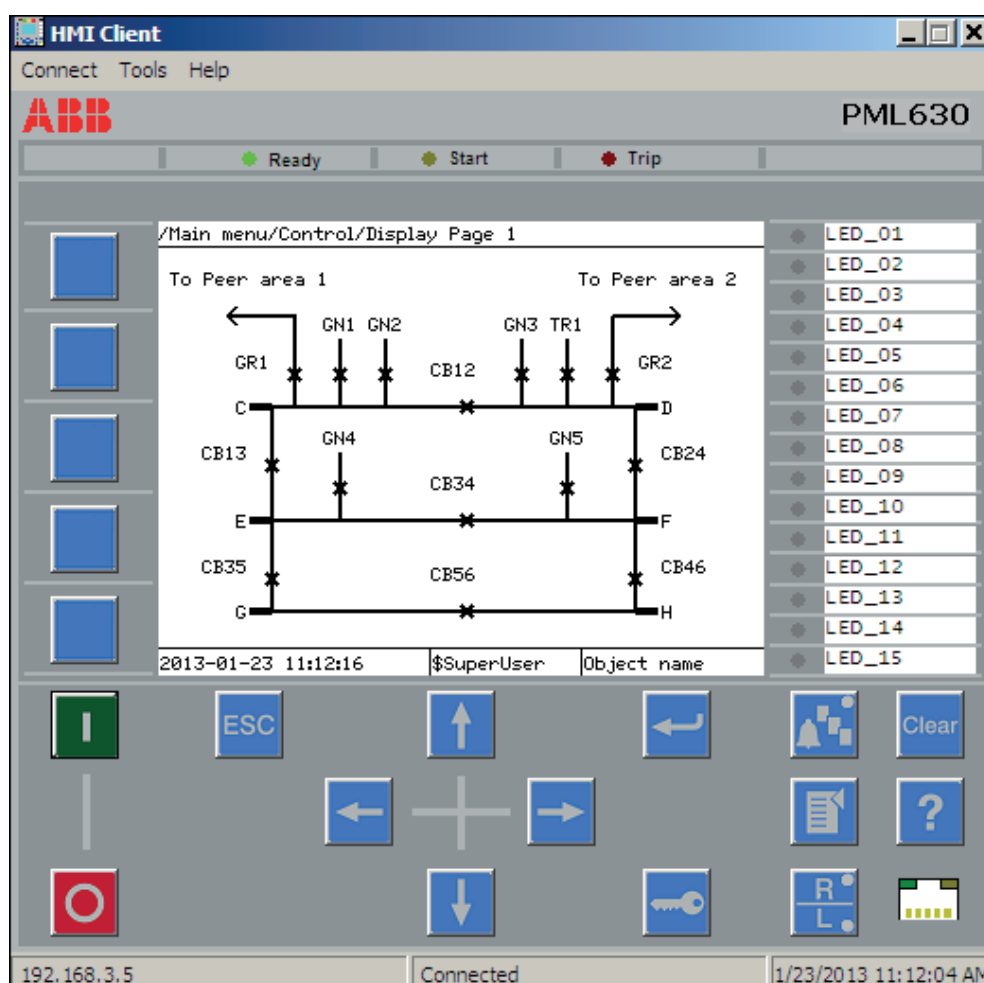 HMI Client
Connect Tools Help
ABB PML630
Ready Start Trip
/Main menu/Control/Display Page 1
To Peer area 1 To Peer area 2
GN1 GN2 GN3 TR1
GR1 CB12 GR2
C D
GN4 GN5
CB13 CB24
CB34
E F
CB35 CB46
CB56
G H
2013-01-23 11:12:16 $SuperUser Object name
LED_01
LED_02
LED_03
LED_04
LED_05
LED_06
LED_07
LED_08
LED_09
LED_10
LED_11
LED_12
LED_13
LED_14
LED_15
I ESC Clear
?
O R
L
192.168.3.5 Connected 1/23/2013 11:12:04 AM